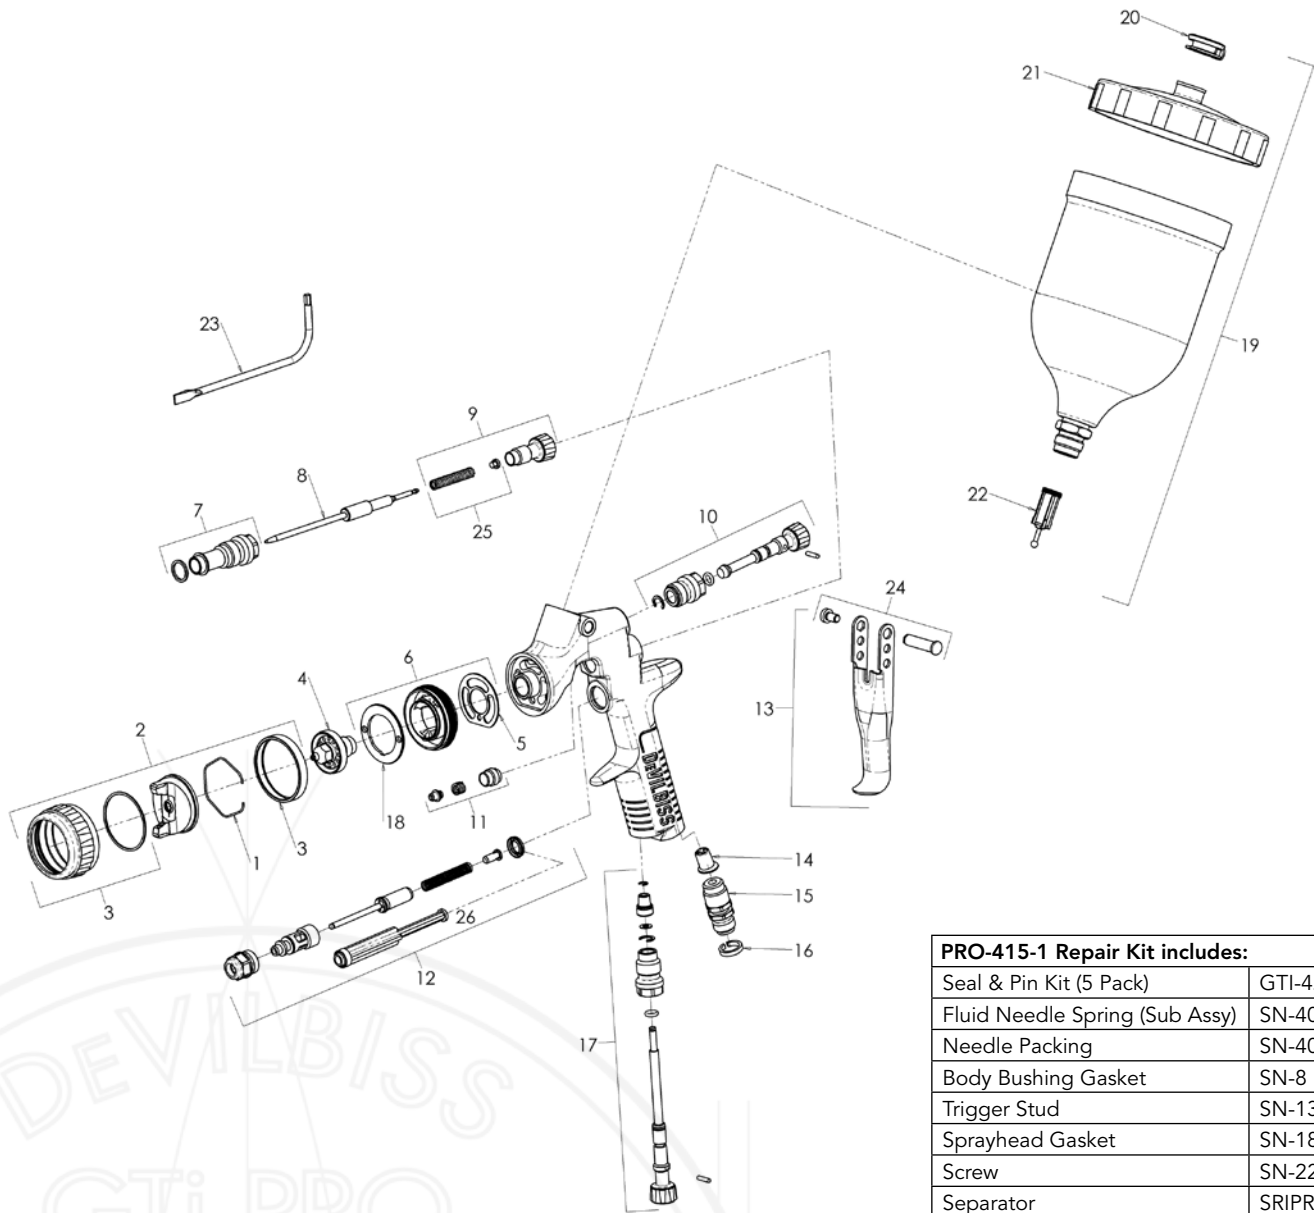 20
21
19
23
9
8
22
7
25
10
24
6
4
13
5
2
18
11
3
1
14
15
3
26
16
12
17
DEVILBISS
DEVILBISS
GTi PRO
PRO-415-1 Repair Kit includes:
Seal & Pin Kit (5 Pack) GTI-4
Fluid Needle Spring (Sub Assy) SN-40
Needle Packing SN-40
Body Bushing Gasket SN-8
Trigger Stud SN-13
Sprayhead Gasket SN-18
Screw SN-22
Separator SRIPR